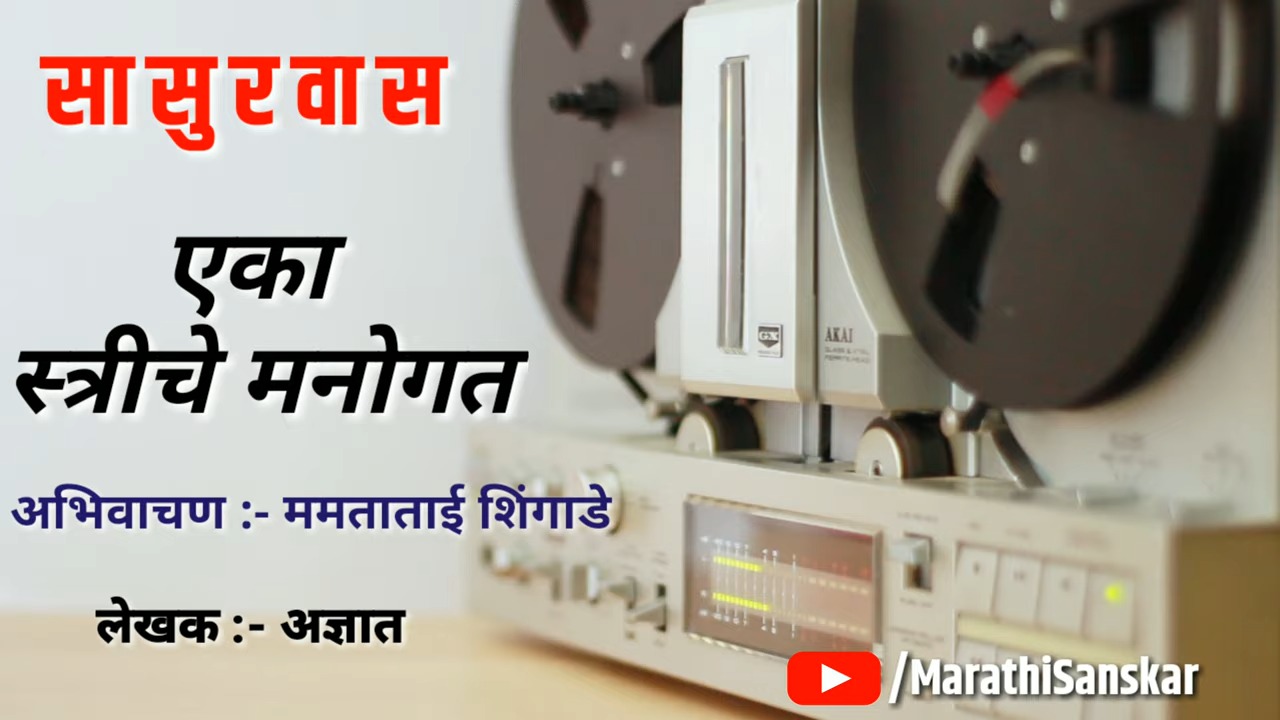 सासुरवास
एका
स्त्रीचे मनोगत
अभिवाचण :- ममताताई शिंगाडे
लेखक :- अज्ञात
AKAI
/MarathiSanskar